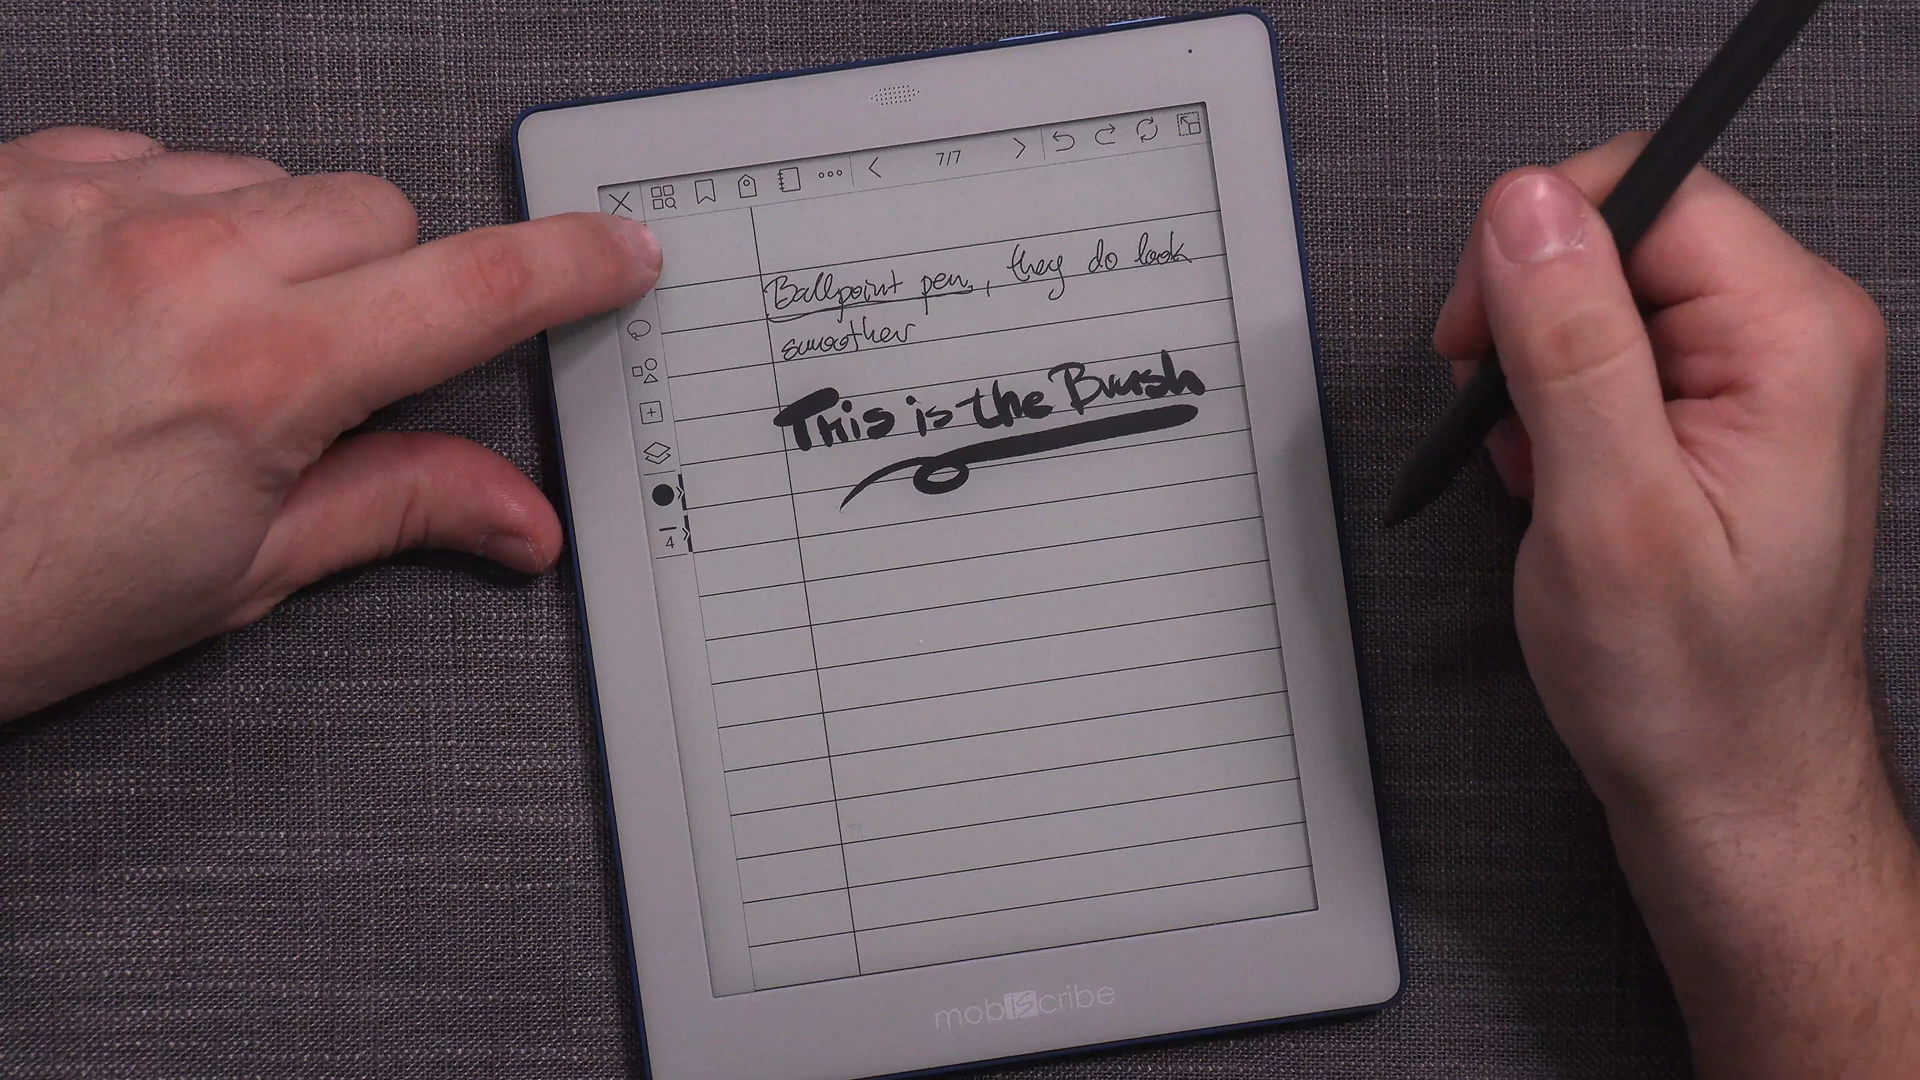 7/7
Ballpoint pen, they do look
smoother
This is the Brush
4
mobiscribe